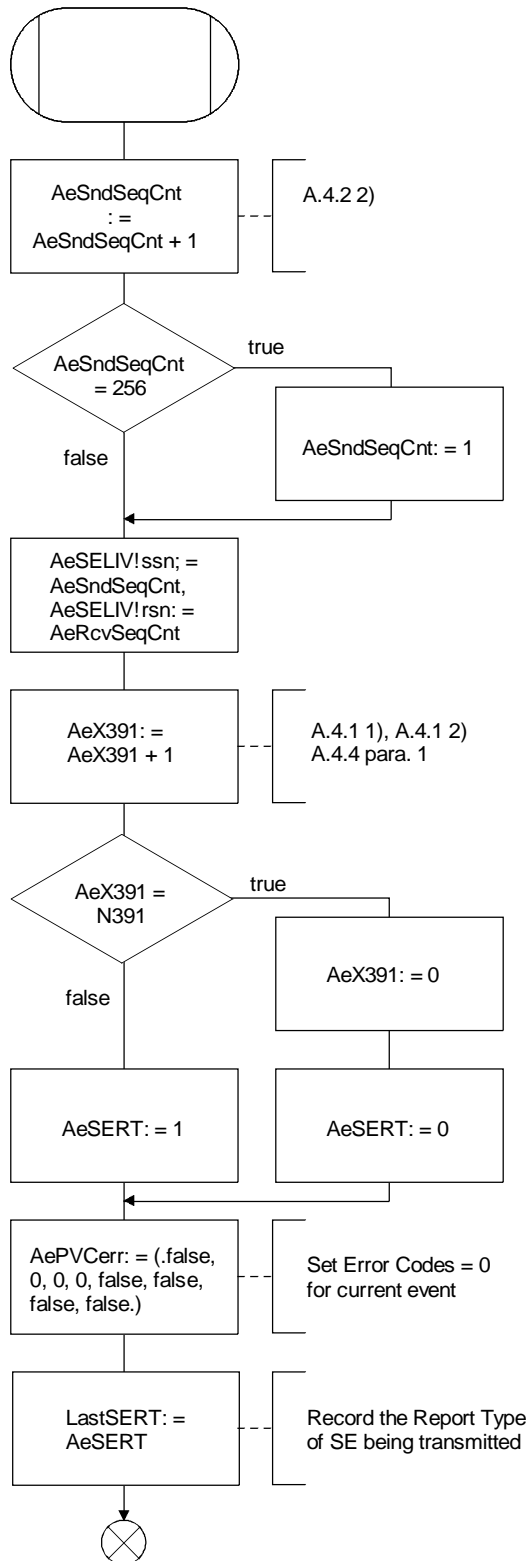 AeSndSeqCnt
: =
AeSndSeqCnt + 1
A.4.2 2)
AeSndSeqCnt
= 256
true
false
AeSndSeqCnt: = 1
AeSELIV!ssn; =
AeSndSeqCnt,
AeSELIV!rsn: =
AeRcvSeqCnt
AeX391: =
AeX391 + 1
A.4.1 1), A.4.1 2)
A.4.4 para. 1
AeX391 =
N391
true
false
AeX391: = 0
AeSERT: = 1
AeSERT: = 0
AePVCerr: = (.false,
0, 0, 0, false, false,
false, false.)
Set Error Codes = 0
for current event
LastSERT: =
AeSERT
Record the Report Type
of SE being transmitted